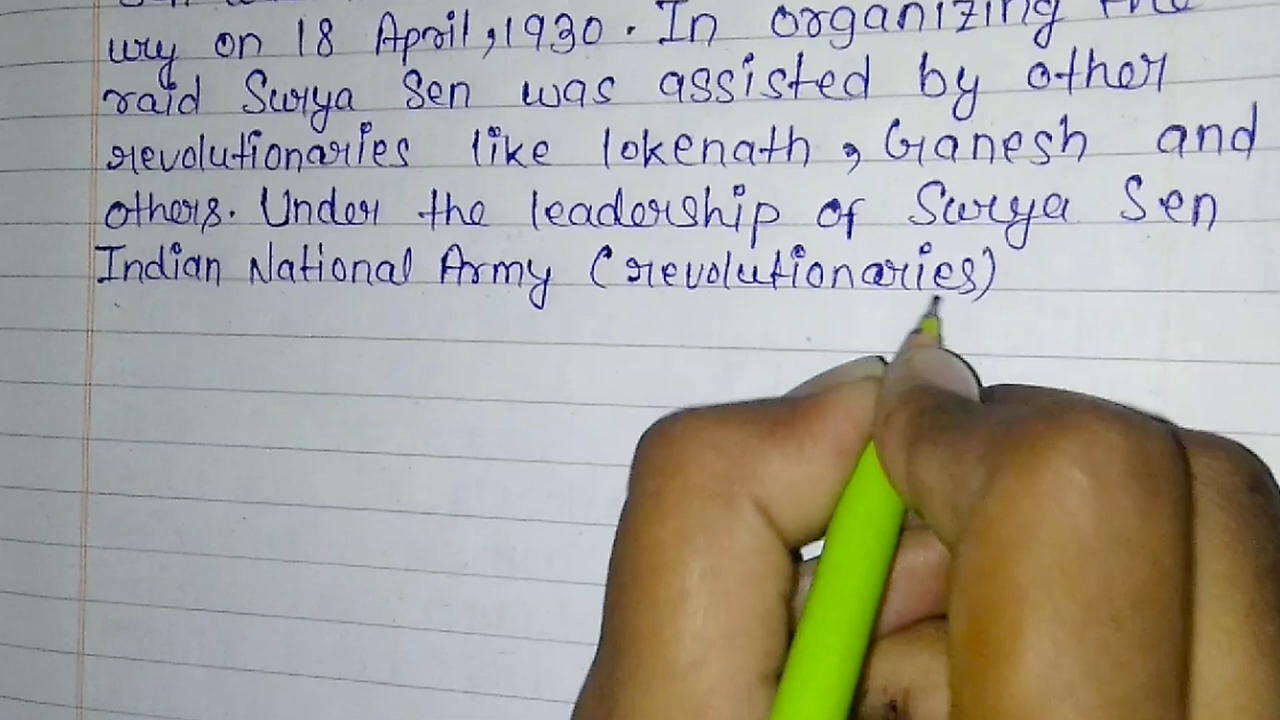 ury on 18 April, 1930. In organizing the
raid Surya Sen was assisted by other
revolutionaries like lokenath, Ganesh and
others. Under the leadership of Surya Sen
Indian National Army (revolutionaries)